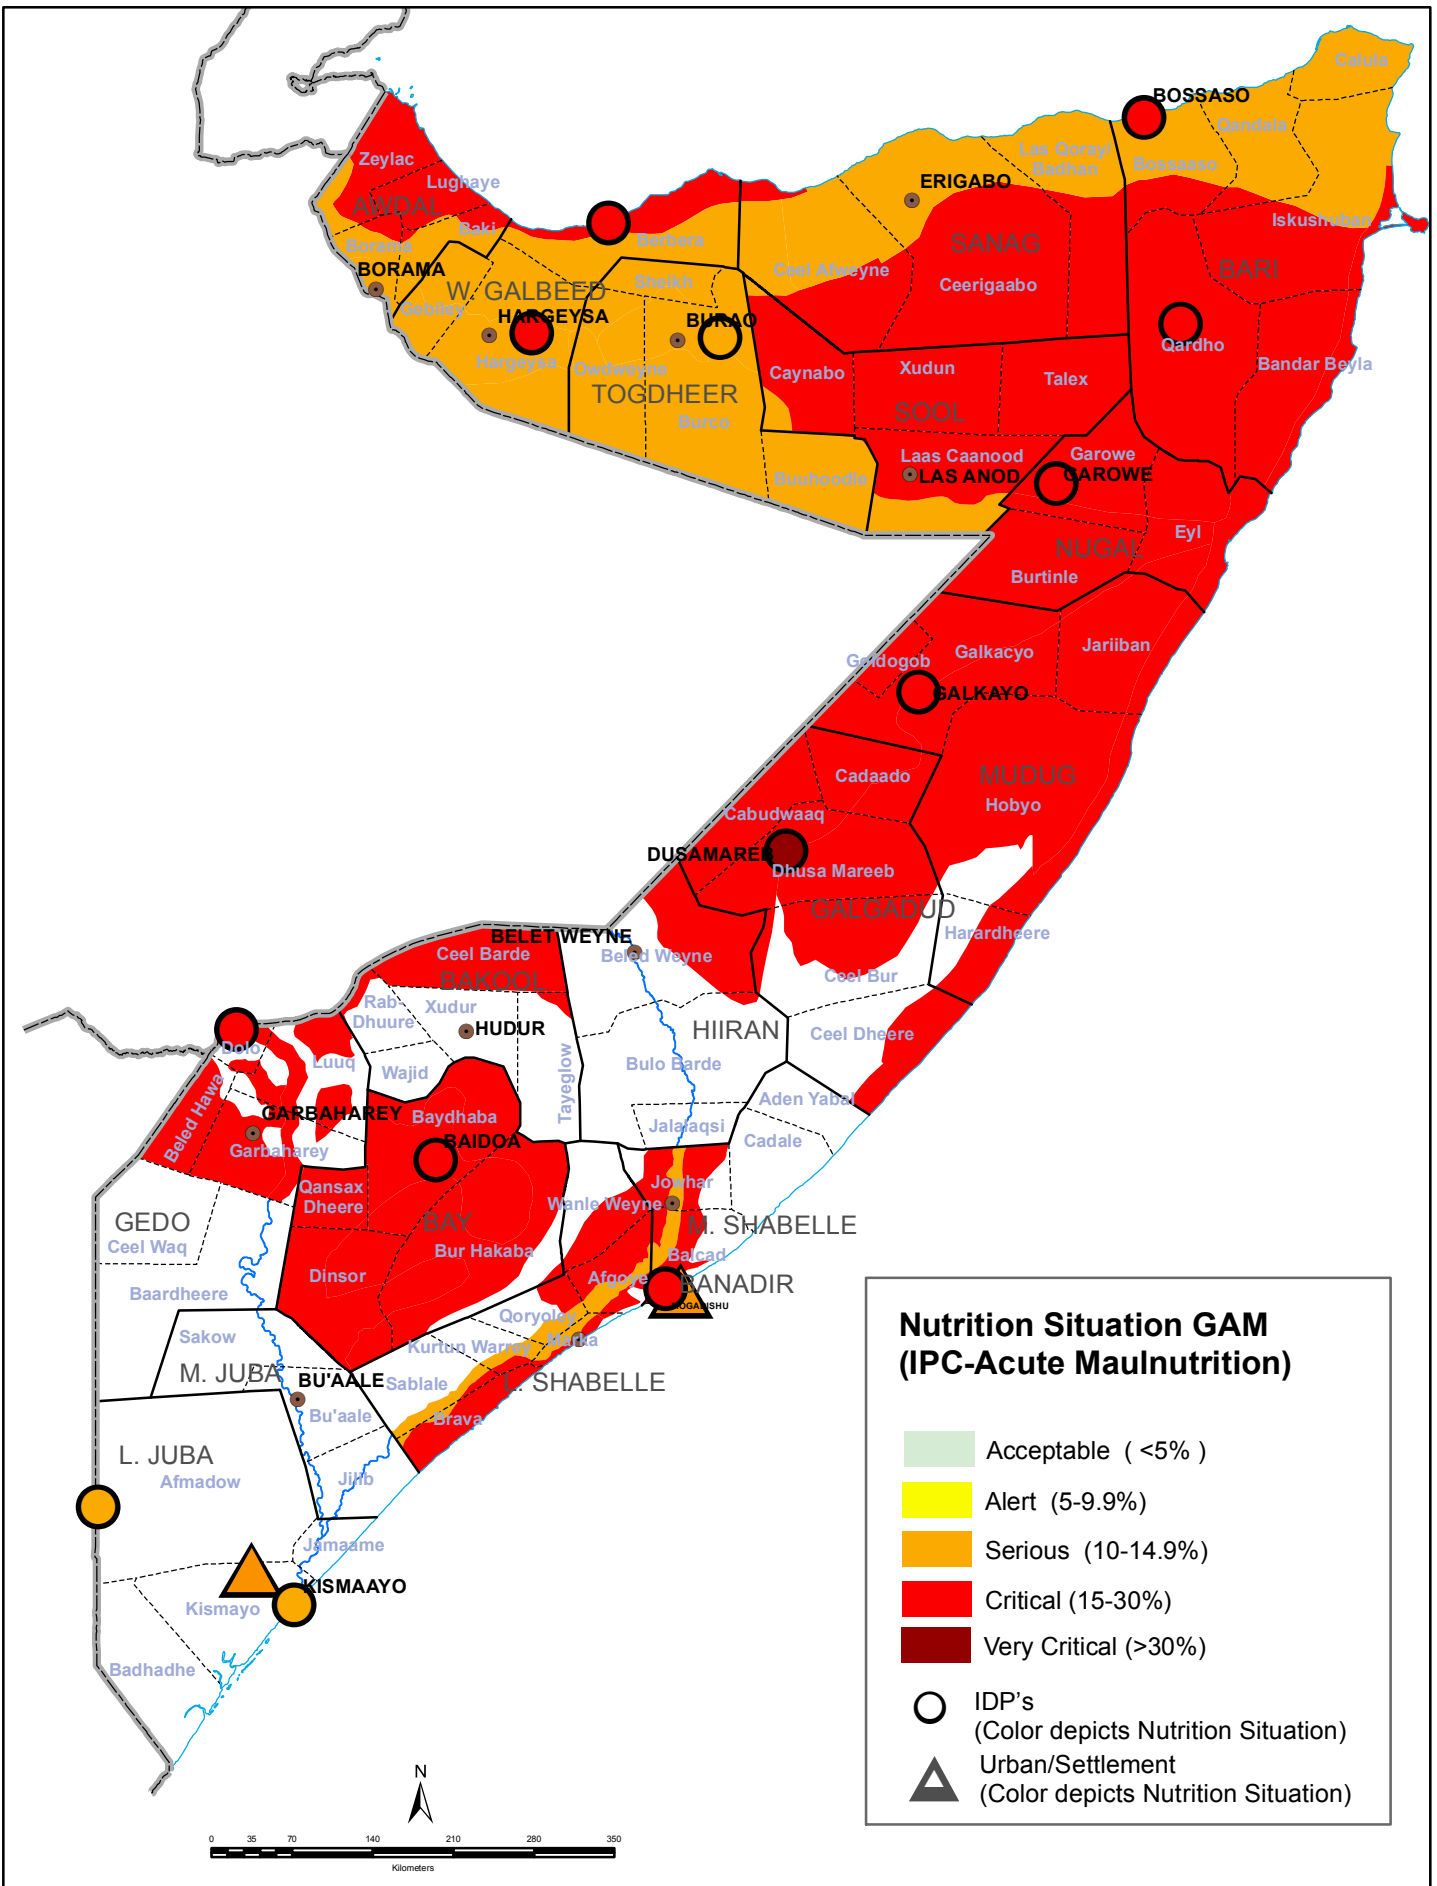 Calula
BOSSASO
Qandala
Las Qorayi
Badhan
Bossaaso
Zeylac
Lughaye
AWDAL
ERIGABO
Iskushuban
Baki
Berbera
Borama
SANAG
BARI
BORAMA
Ceel Afweyne
Ceerigaabo
Sheikh
W. GALBEED
Gebiley
HARGEYSA
BURAO
Qardho
Hargeysa
Owdweyne
Caynabo
Xudun
Talex
Bandar Beyla
TOGDHEER
SOOL
Burco
Laas Caanood
Garowe
LAS ANOD
GAROWE
Buuhoodle
Eyl
NUGAL
Burtinle
Goldogob
Galkacyo
Jariiban
GALKAYO
Cadaado
MUDUG
Hobyo
Cabudwaaq
DUSAMAREB
Dhusa Mareeb
GALGADUD
Harardheere
BELET WEYNE
Beled Weyne
Ceel Barde
BAKOOL
Ceel Bur
Rab-
Dhuure
Xudur
HUDUR
HIIRAN
Ceel Dheere
Dolo
Luuq
Wajid
Tayeglow
Bulo Barde
Beled Hawa
GARBAHAREY
Baydhaba
Aden Yabal
Jalalaqsi
Garbaharey
BAIDOA
Cadale
Qansax
Dheere
Jowhar
Wanle Weyne
GEDO
BAY
M. SHABELLE
Ceel Waq
Bur Hakaba
Balcad
Dinsor
Afgoye
BANADIR
MOGADISHU
Baardheere
Qoryoley
Sakow
Kurtun Warrey
Marka
M. JUBA
BU'AALE
Sablale
L. SHABELLE
Bu'aale
Brava
L. JUBA
Afmadow
Jilib
Jamaame
KISMAAYO
Kismayo
Badhadhe
Nutrition Situation GAM
(IPC-Acute Maulnutrition)
Acceptable ( <5% )
Alert (5-9.9%)
Serious (10-14.9%)
Critical (15-30%)
Very Critical (>30%)
IDP's
(Color depicts Nutrition Situation)
Urban/Settlement
(Color depicts Nutrition Situation)
N
0 35 70 140 210 280 350
Kilometers